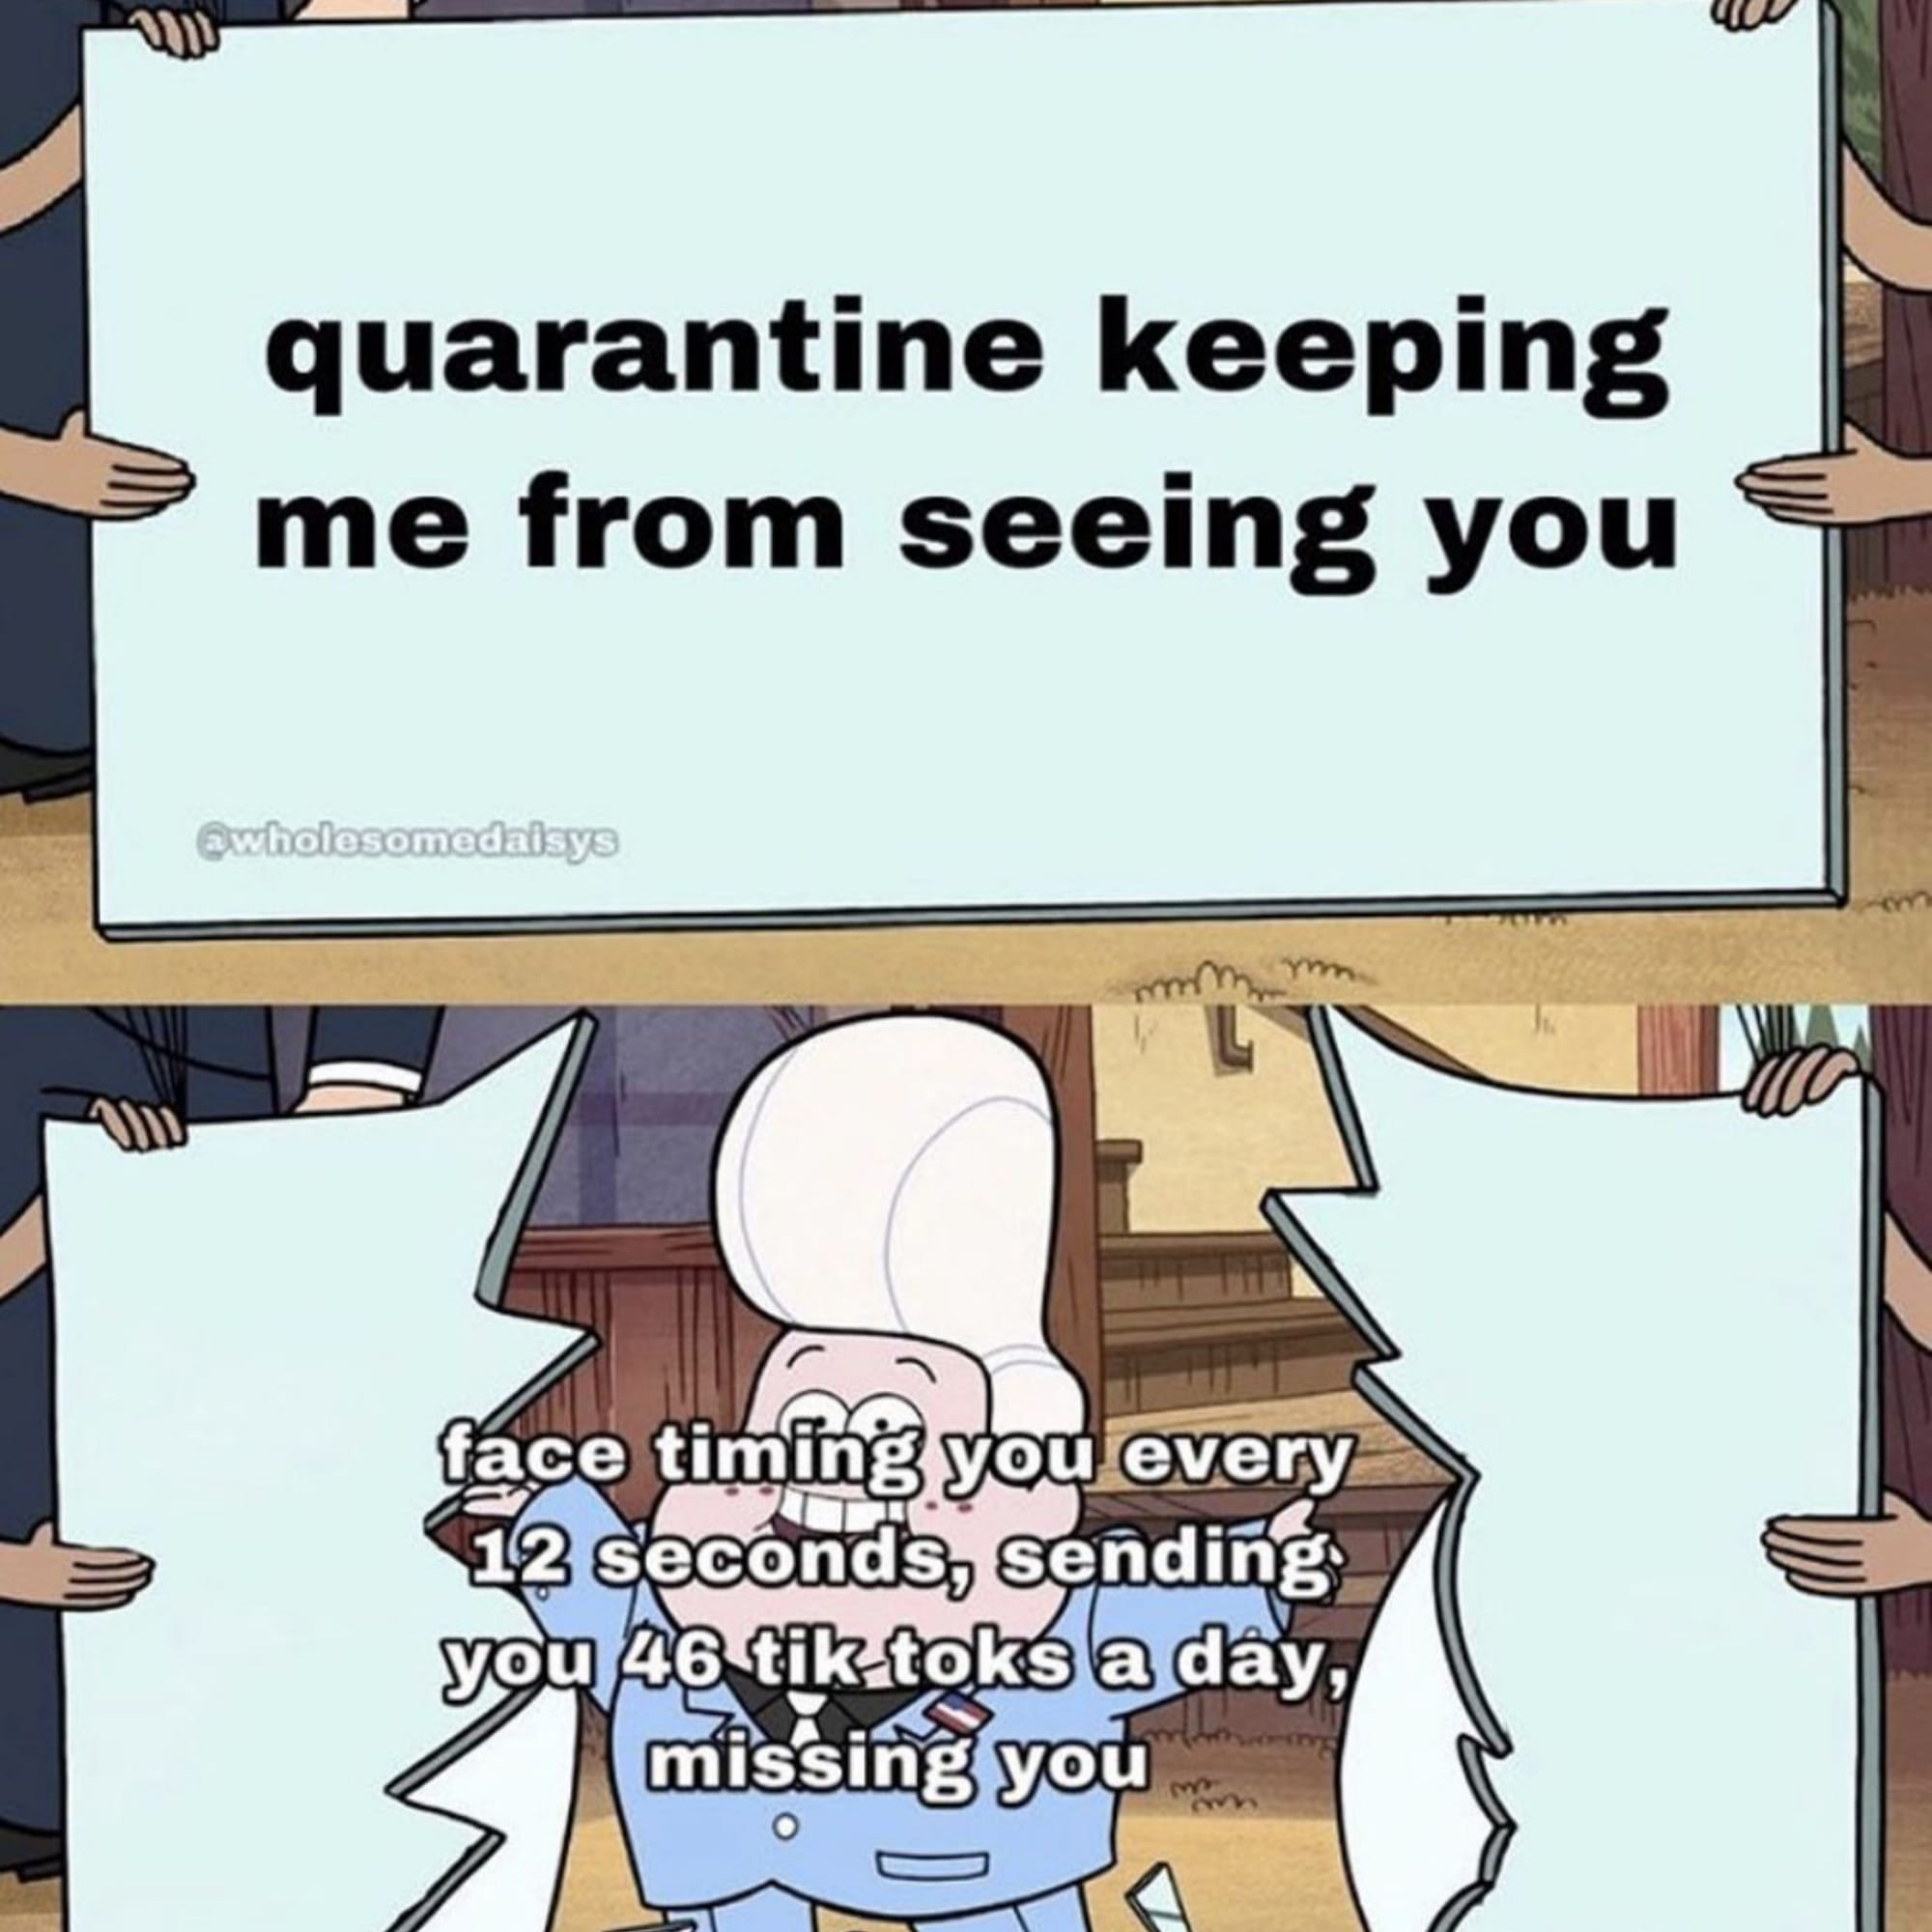 quarantine keeping
me from seeing you
@wholesomedaisys
face timing you every
12 seconds, sending
you 46 tik toks a day,
missing you